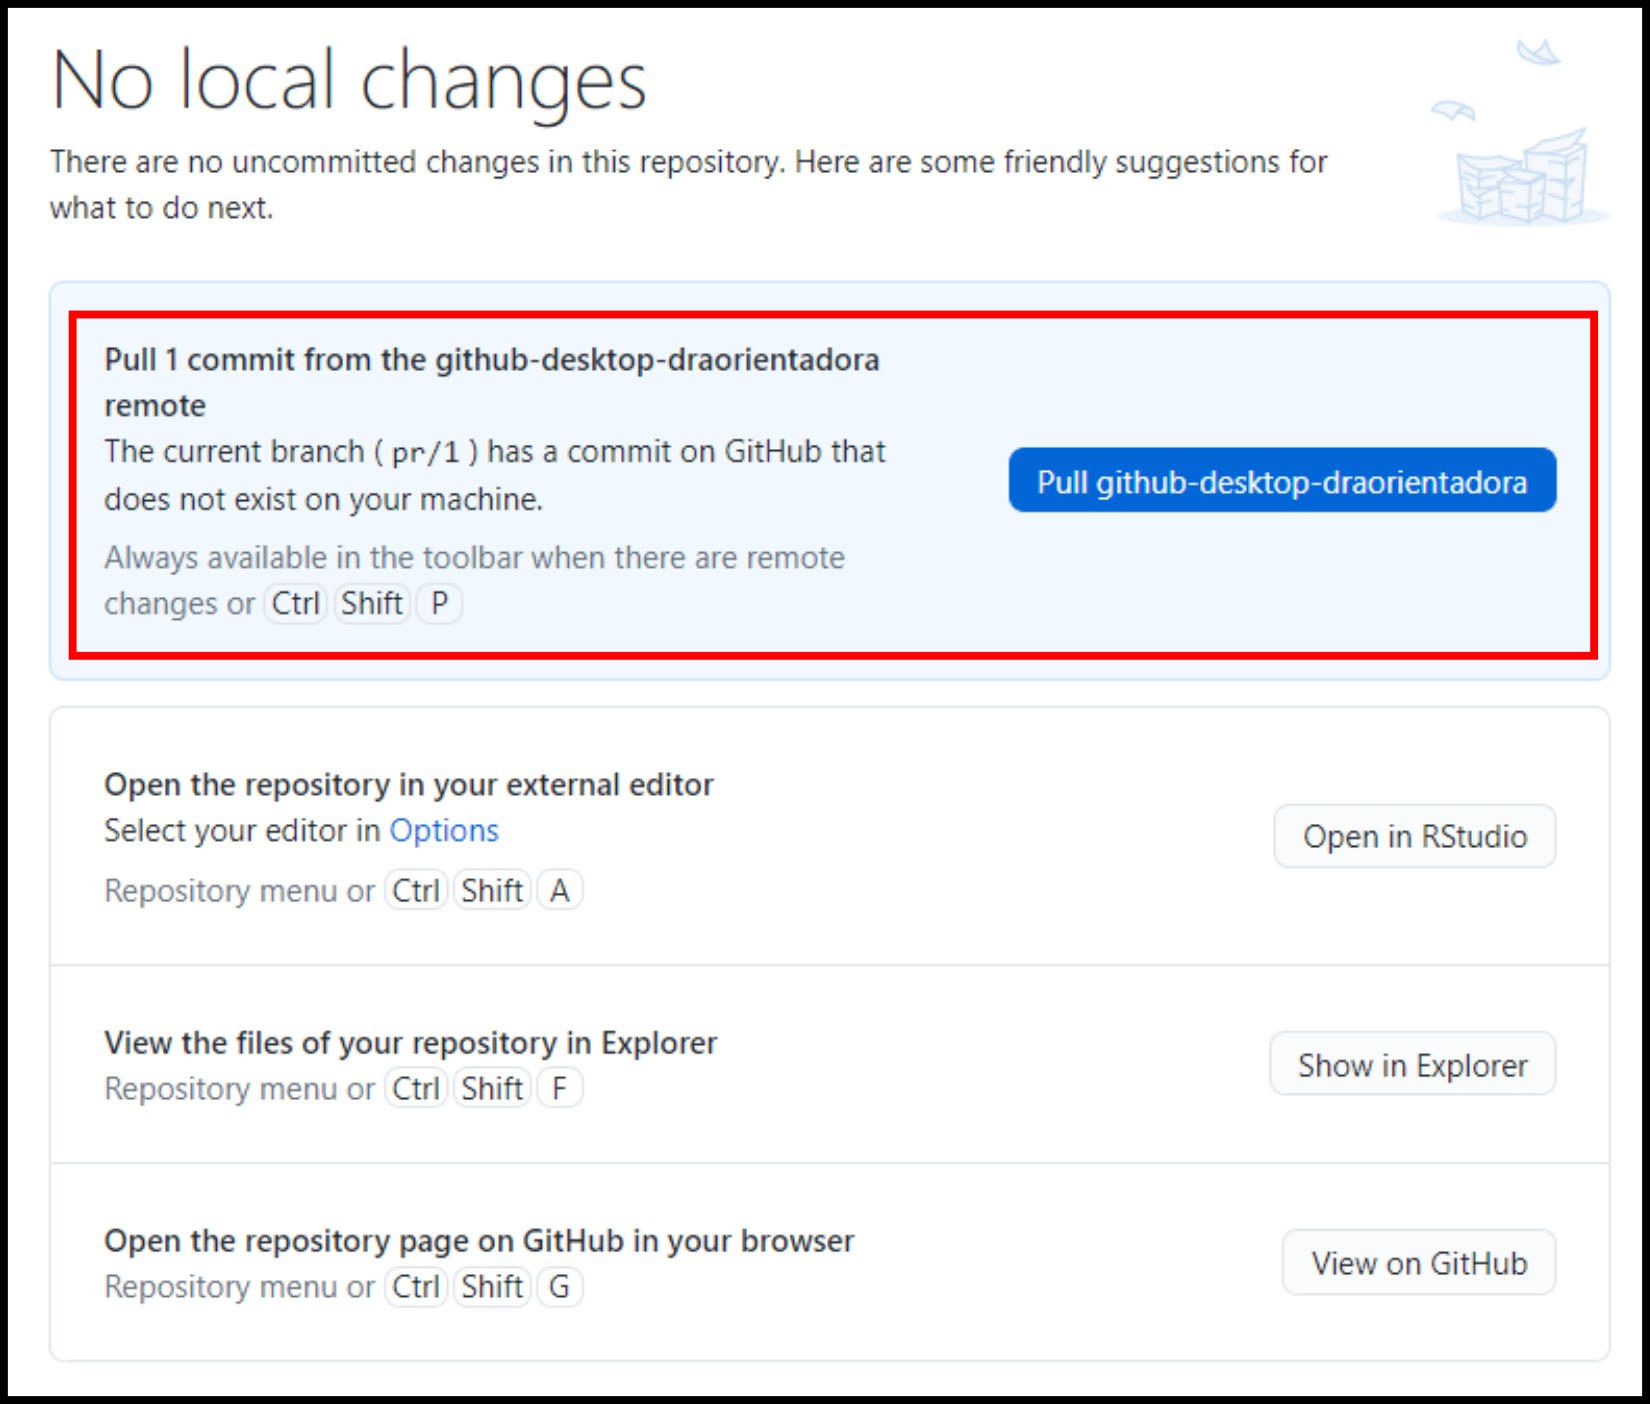 No local changes
There are no uncommitted changes in this repository. Here are some friendly suggestions for
what to do next.
Pull 1 commit from the github-desktop-draorientadora
remote
The current branch ( pr/1 ) has a commit on GitHub that
does not exist on your machine.
Always available in the toolbar when there are remote
changes or Ctrl Shift P
Pull github-desktop-draorientadora
Open the repository in your external editor
Select your editor in Options
Repository menu or Ctrl Shift A
Open in RStudio
View the files of your repository in Explorer
Repository menu or Ctrl Shift F
Show in Explorer
Open the repository page on GitHub in your browser
Repository menu or Ctrl Shift G
View on GitHub